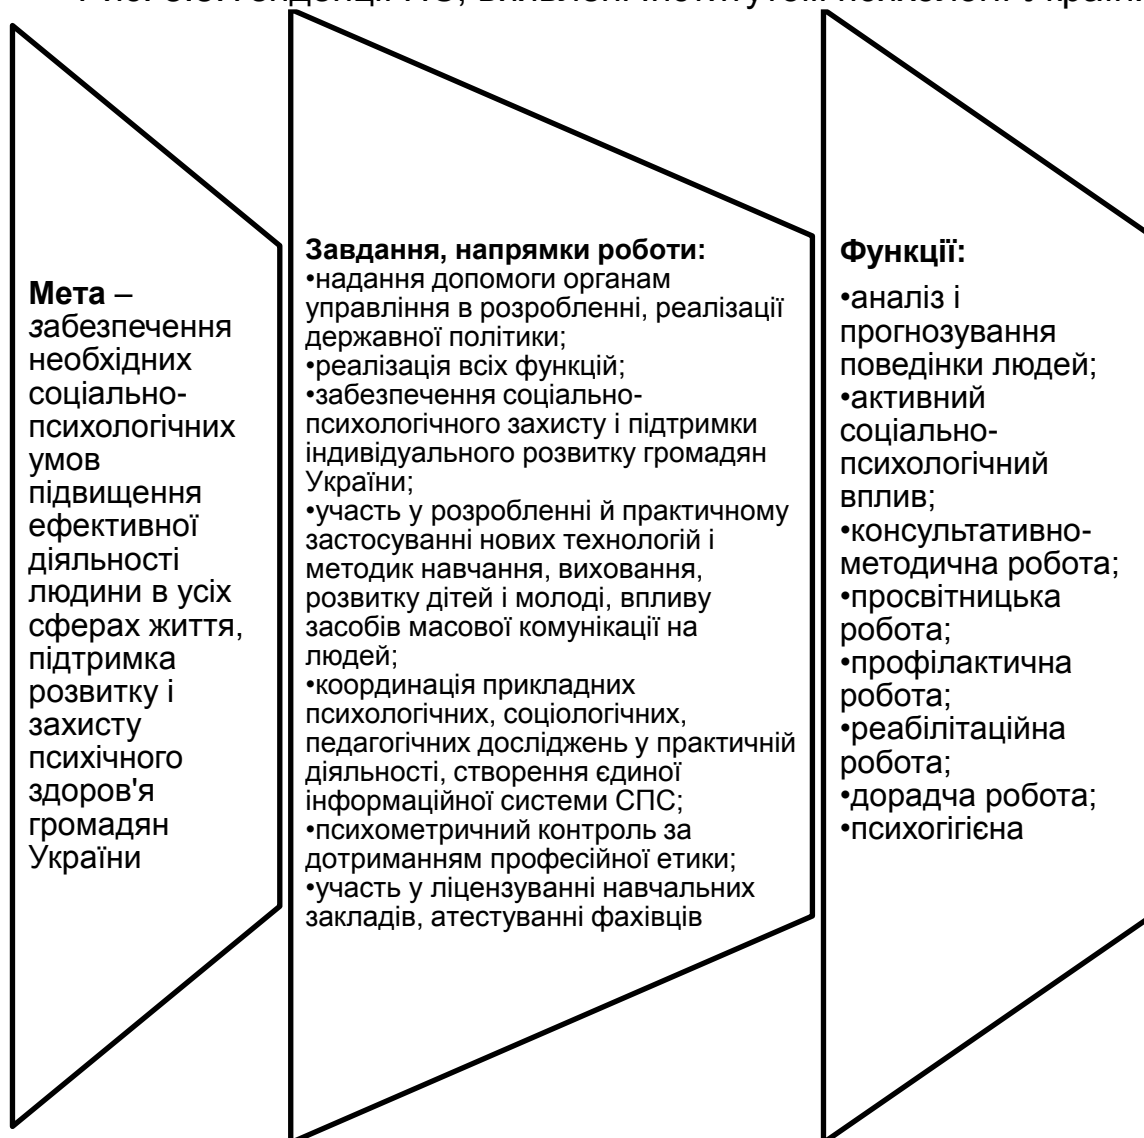 Мета –
забезпечення
необхідних
соціально-
психологічних
умов
підвищення
ефективної
діяльності
людини в усіх
сферах життя,
підтримка
розвитку і
захисту
психічного
здоров'я
громадян
України
Завдання, напрямки роботи:
•надання допомоги органам
управління в розробленні, реалізації
державної політики;
•реалізація всіх функцій;
•забезпечення соціально-
психологічного захисту і підтримки
індивідуального розвитку громадян
України;
•участь у розробленні й практичному
застосуванні нових технологій і
методик навчання, виховання,
розвитку дітей і молоді, впливу
засобів масової комунікації на
людей;
•координація прикладних
психологічних, соціологічних,
педагогічних досліджень у практичній
діяльності, створення єдиної
інформаційної системи СПС;
•психометричний контроль за
дотриманням професійної етики;
•участь у ліцензуванні навчальних
закладів, атестуванні фахівців
Функції:
•аналіз і
прогнозування
поведінки людей;
•активний
соціально-
психологічний
вплив;
•консультативно-
методична робота;
•просвітницька
робота;
•профілактична
робота;
•реабілітаційна
робота;
•дорадча робота;
•психогігієна